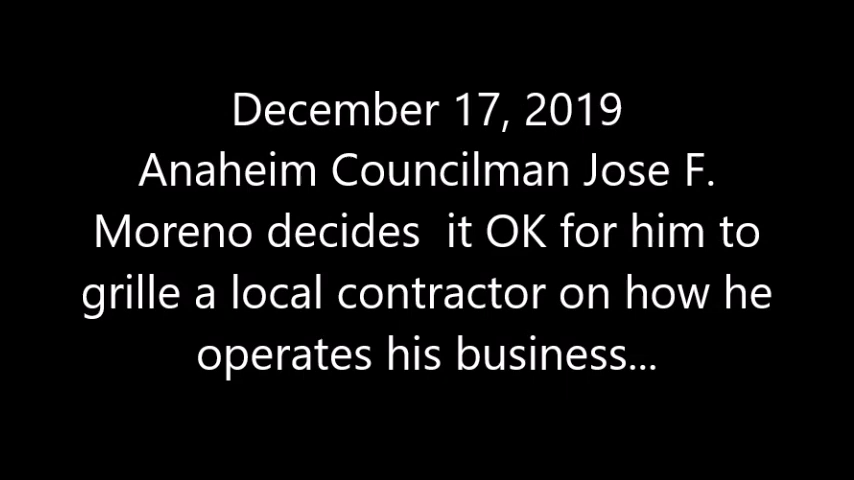 December 17, 2019
Anaheim Councilman Jose F.
Moreno decides  it OK for him to
grille a local contractor on how he
operates his business...